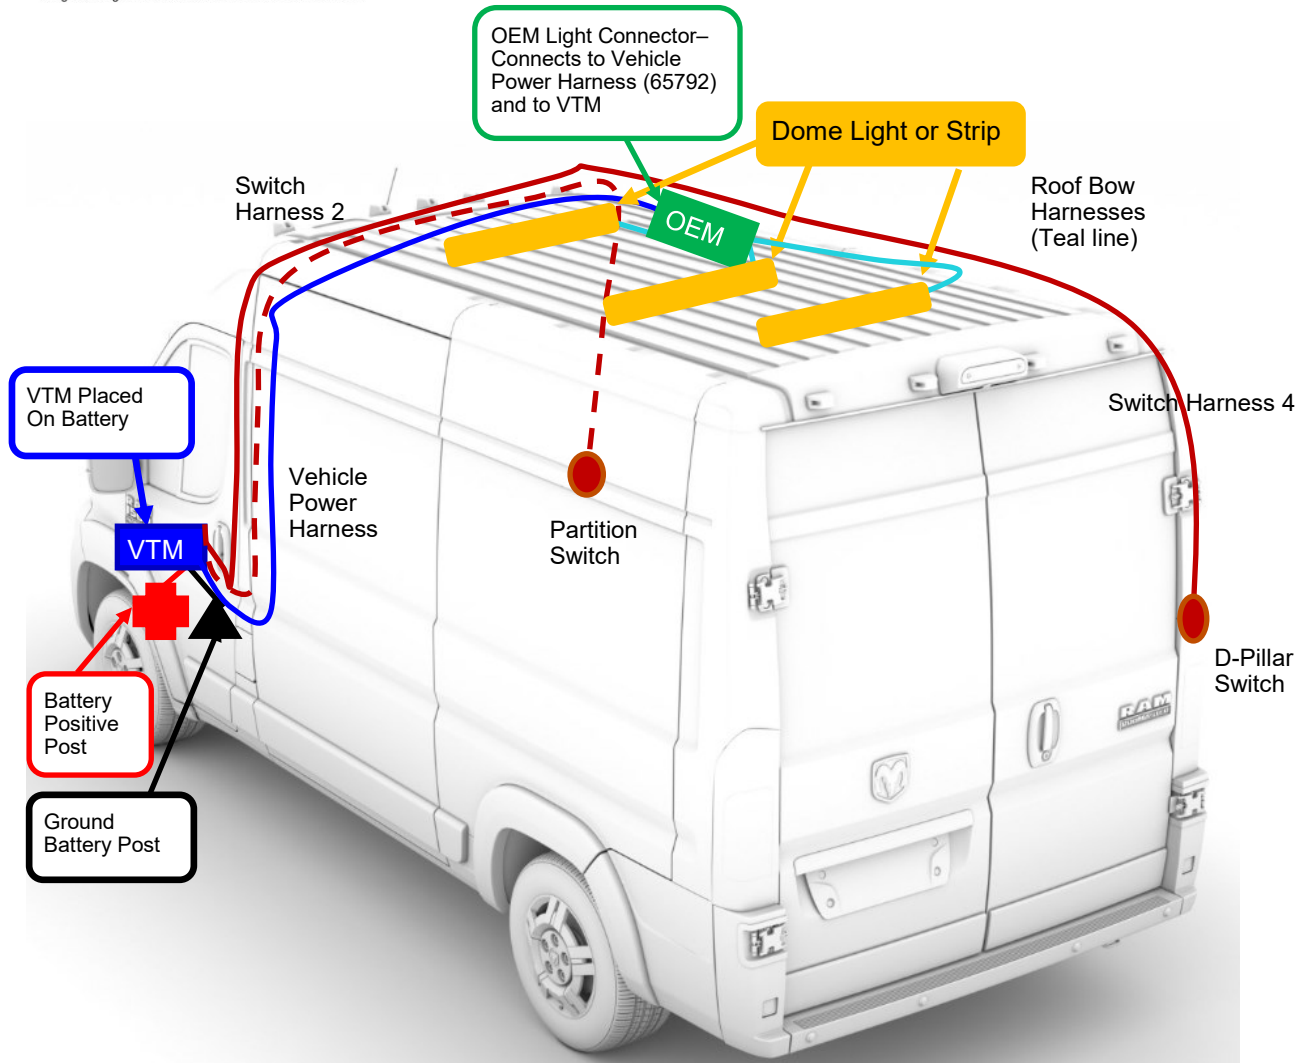 OEM Light Connector–
Connects to Vehicle
Power Harness (65792)
and to VTM
Dome Light or Strip
Switch
Harness 2
Roof Bow
Harnesses
(Teal line)
OEM
VTM Placed
On Battery
Switch Harness 4
Vehicle
Power
Harness
Partition
Switch
VTM
D-Pillar
Switch
Battery
Positive
Post
RAM
Ground
Battery Post